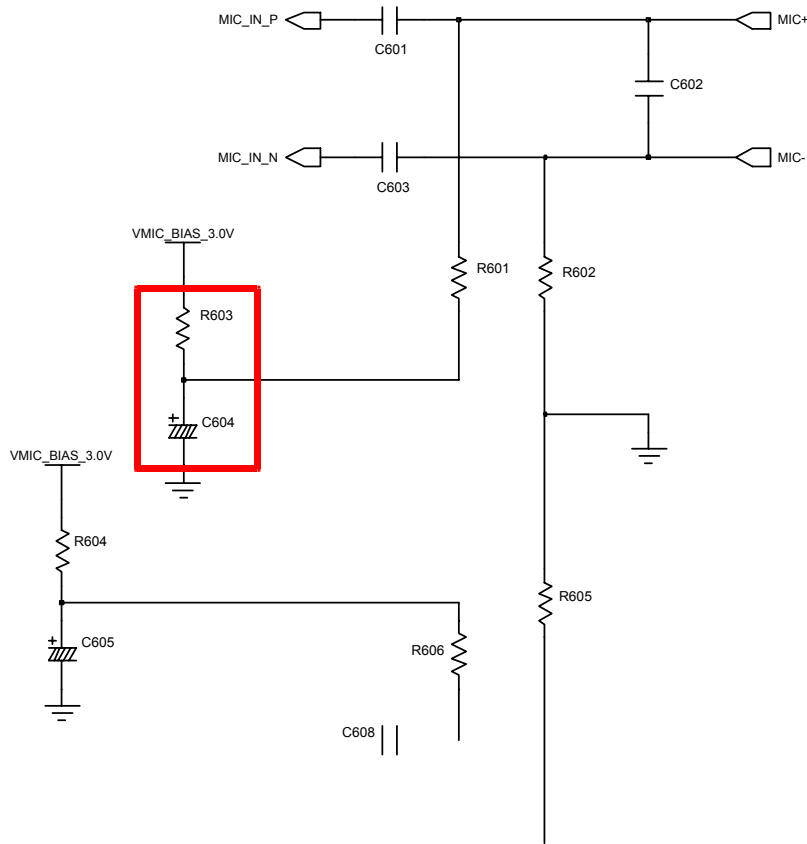 MIC_IN_P
C601
MIC+
C602
MIC_IN_N
C603
MIC-
VMIC_BIAS_3.0V
R601
R602
R603
C604
+
VMIC_BIAS_3.0V
R604
R605
C605
+
R606
C608